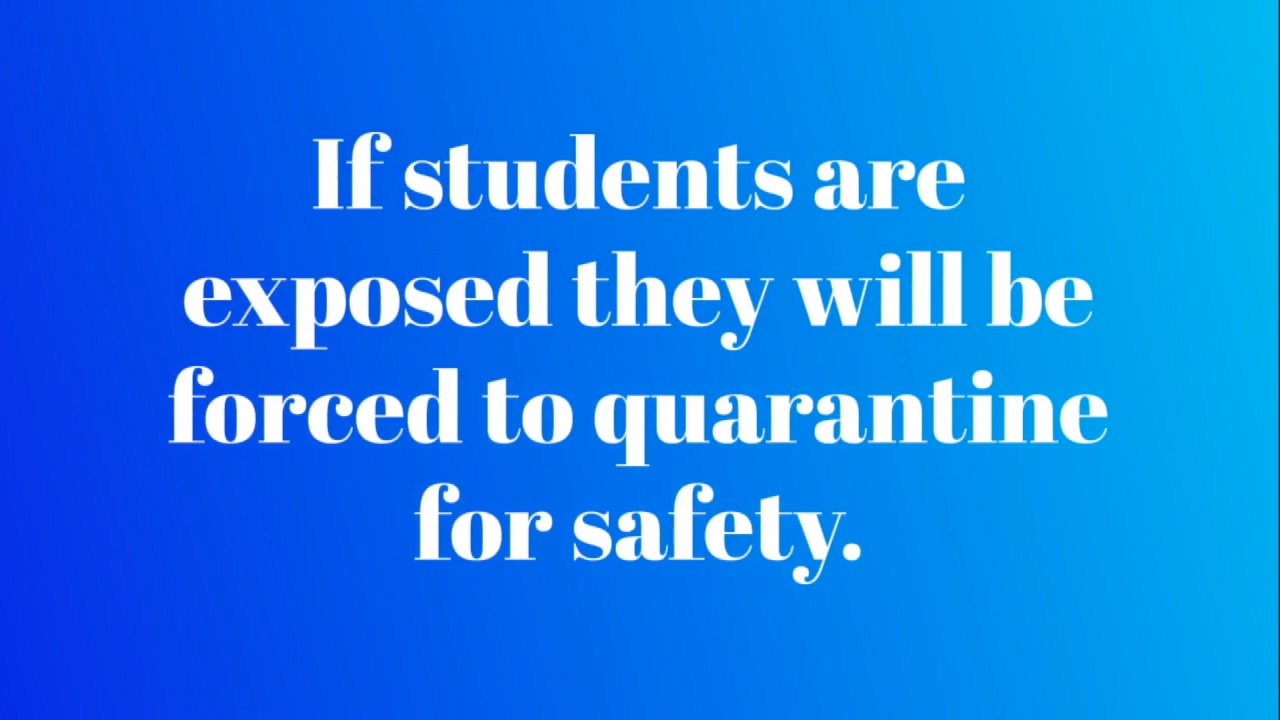 If students are
exposed they will be
forced to quarantine
for safety.